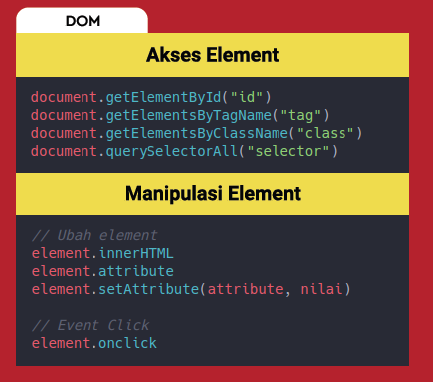 DOM
Akses Element
document.getElementById("id")
document.getElementsByTagName("tag")
document.getElementsByClassName("class")
document.querySelectorAll("selector")
Manipulasi Element
// Ubah element
element.innerHTML
element.attribute
element.setAttribute(attribute, nilai)
// Event Click
element.onclick